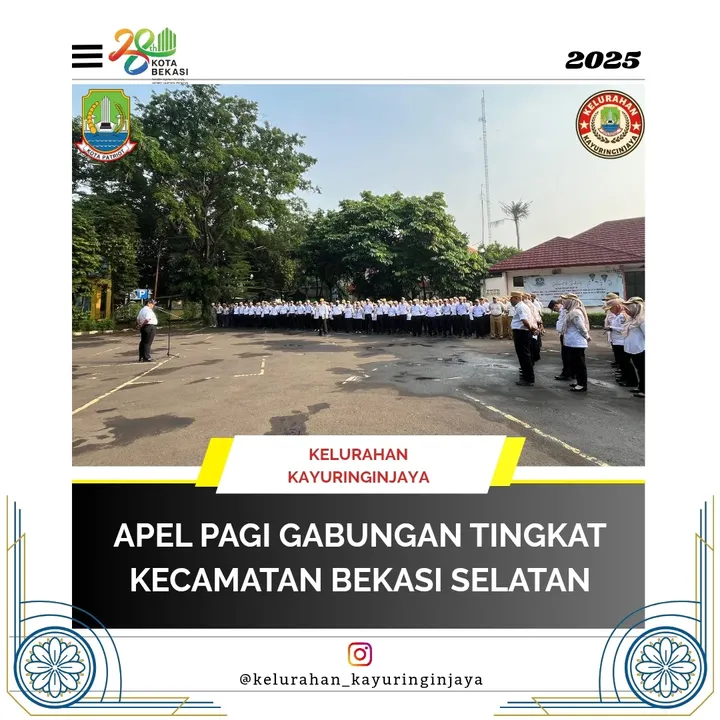 28th
KOTA
BEKASI
2025
KOTA PATRIOT
KELURAHAN
KAYURINGINJAYA
KELURAHAN
KAYURINGINJAYA
APEL PAGI GABUNGAN TINGKAT
KECAMATAN BEKASI SELATAN
@kelurahan_kayuringinjaya